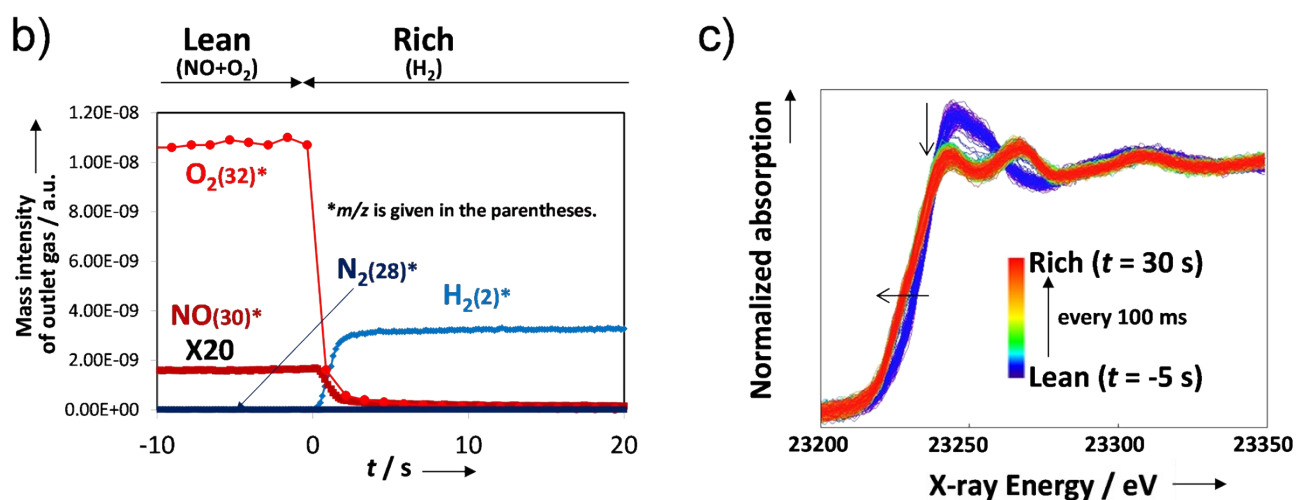 b)
Lean
(NO+O2)
Rich
(H2)
Mass intensity
of outlet gas / a.u.
1.20E-08
1.00E-08
8.00E-09
6.00E-09
4.00E-09
2.00E-09
0.00E+00
O2(32)*
*m/z is given in the parentheses.
N2(28)*
H2(2)*
NO(30)*
X20
-10
0
10
20
t / s
c)
Normalized absorption
Rich (t = 30 s)
every 100 ms
Lean (t = -5 s)
23200
23250
23300
23350
X-ray Energy / eV